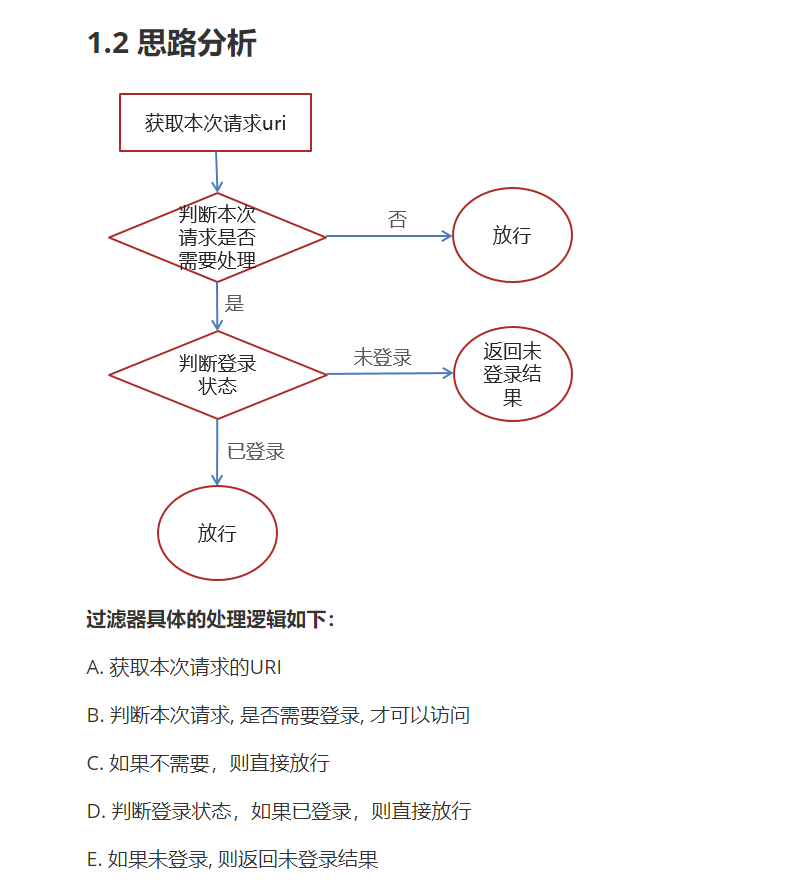 1.2 思路分析
获取本次请求uri
判断本次
请求是否
需要处理
否
放行
是
判断登录
状态
未登录
返回未
登录结
果
已登录
放行
过滤器具体的处理逻辑如下：
A. 获取本次请求的URI
B. 判断本次请求, 是否需要登录, 才可以访问
C. 如果不需要，则直接放行
D. 判断登录状态，如果已登录，则直接放行
E. 如果未登录, 则返回未登录结果